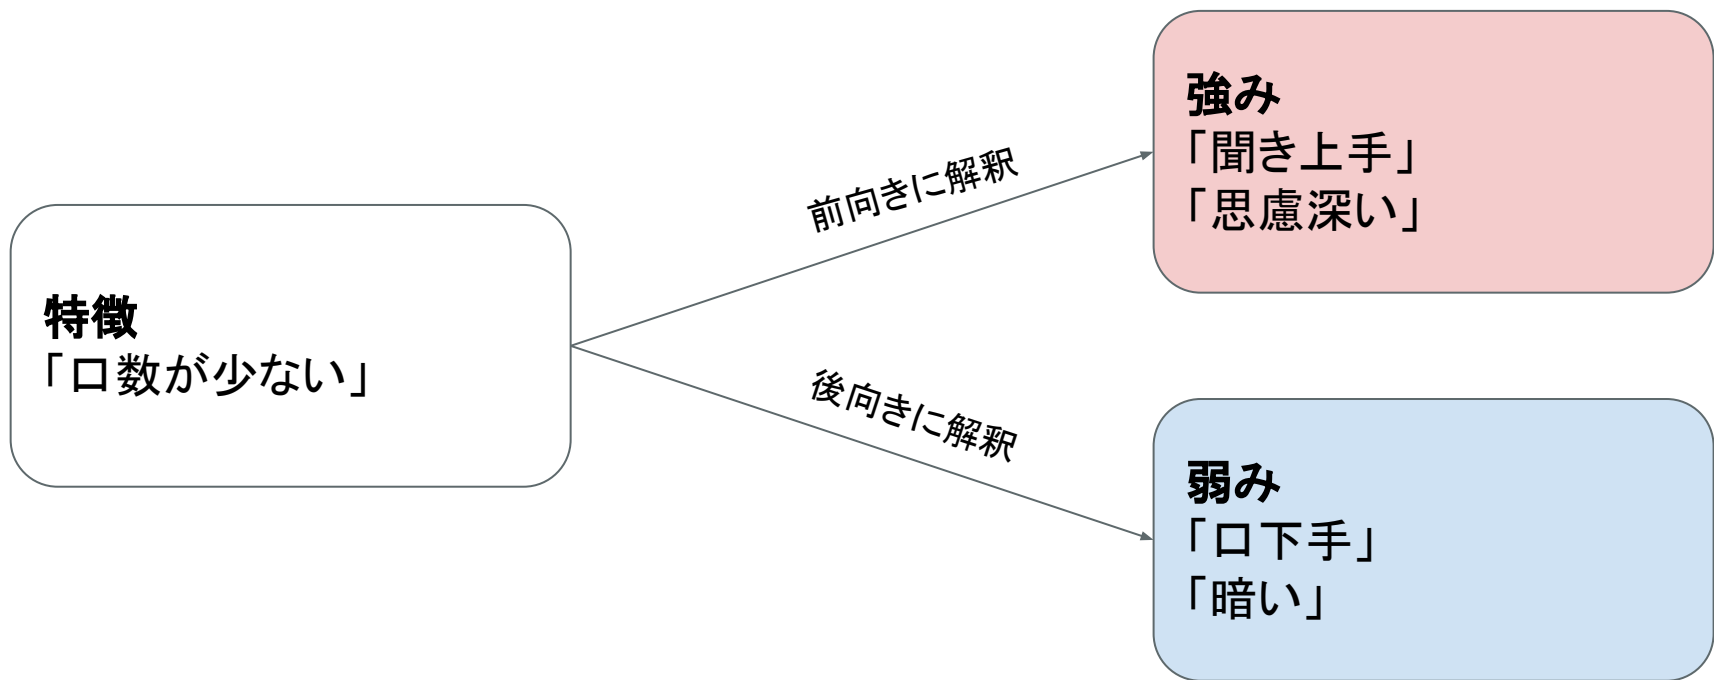 特徴
「口数が少ない」
前向きに解釈
強み
「聞き上手」
「思慮深い」
後向きに解釈
弱み
「口下手」
「暗い」